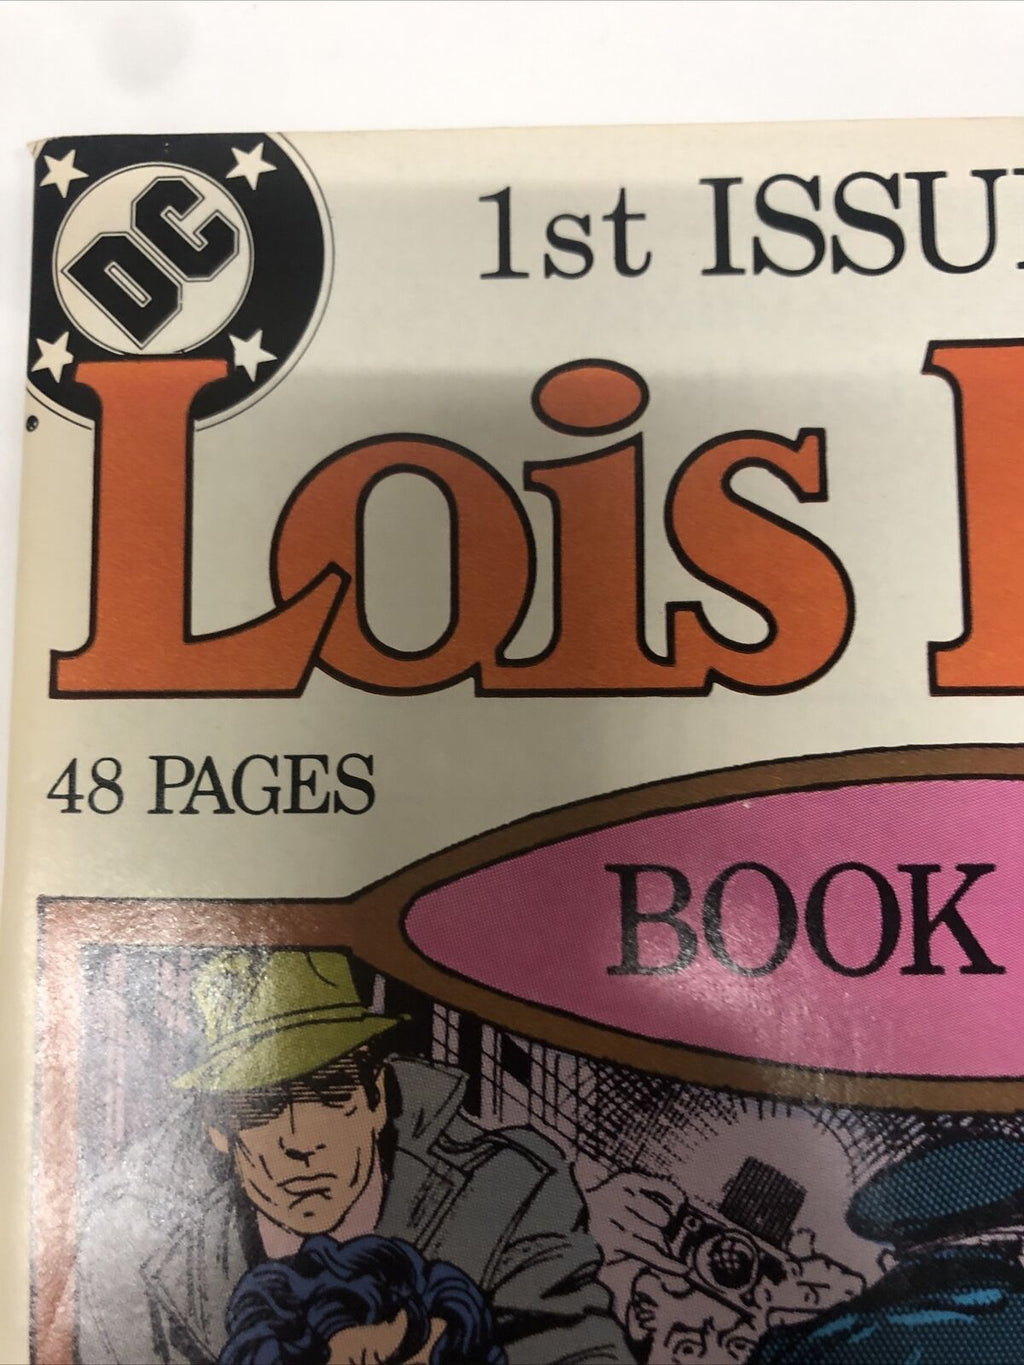 DC
1st ISSU
Lois
48 PAGES
BOOK